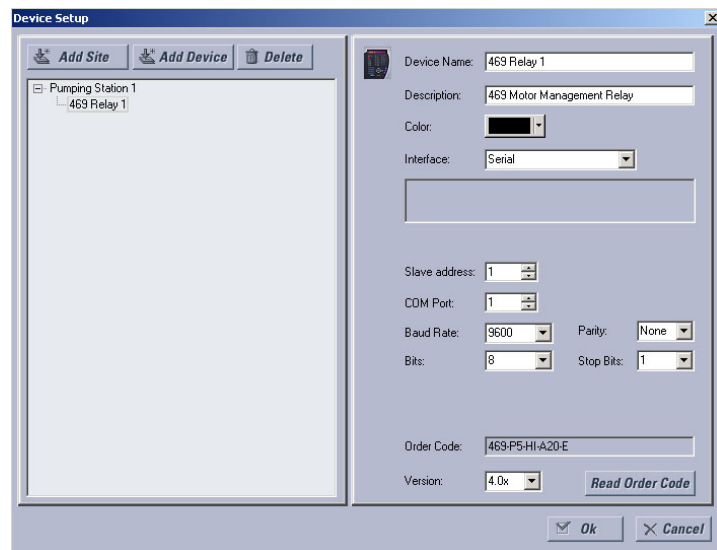 Device Setup
Add Site Add Device Delete
Pumping Station 1
469 Relay 1
Device Name: 469 Relay 1
Description: 469 Motor Management Relay
Color:
Interface: Serial
Slave address: 1
COM Port: 1
Baud Rate: 9600 Parity: None
Bits: 8 Stop Bits: 1
Order Code: 469-P5-HI-A20-E
Version: 4.0x Read Order Code
Ok Cancel